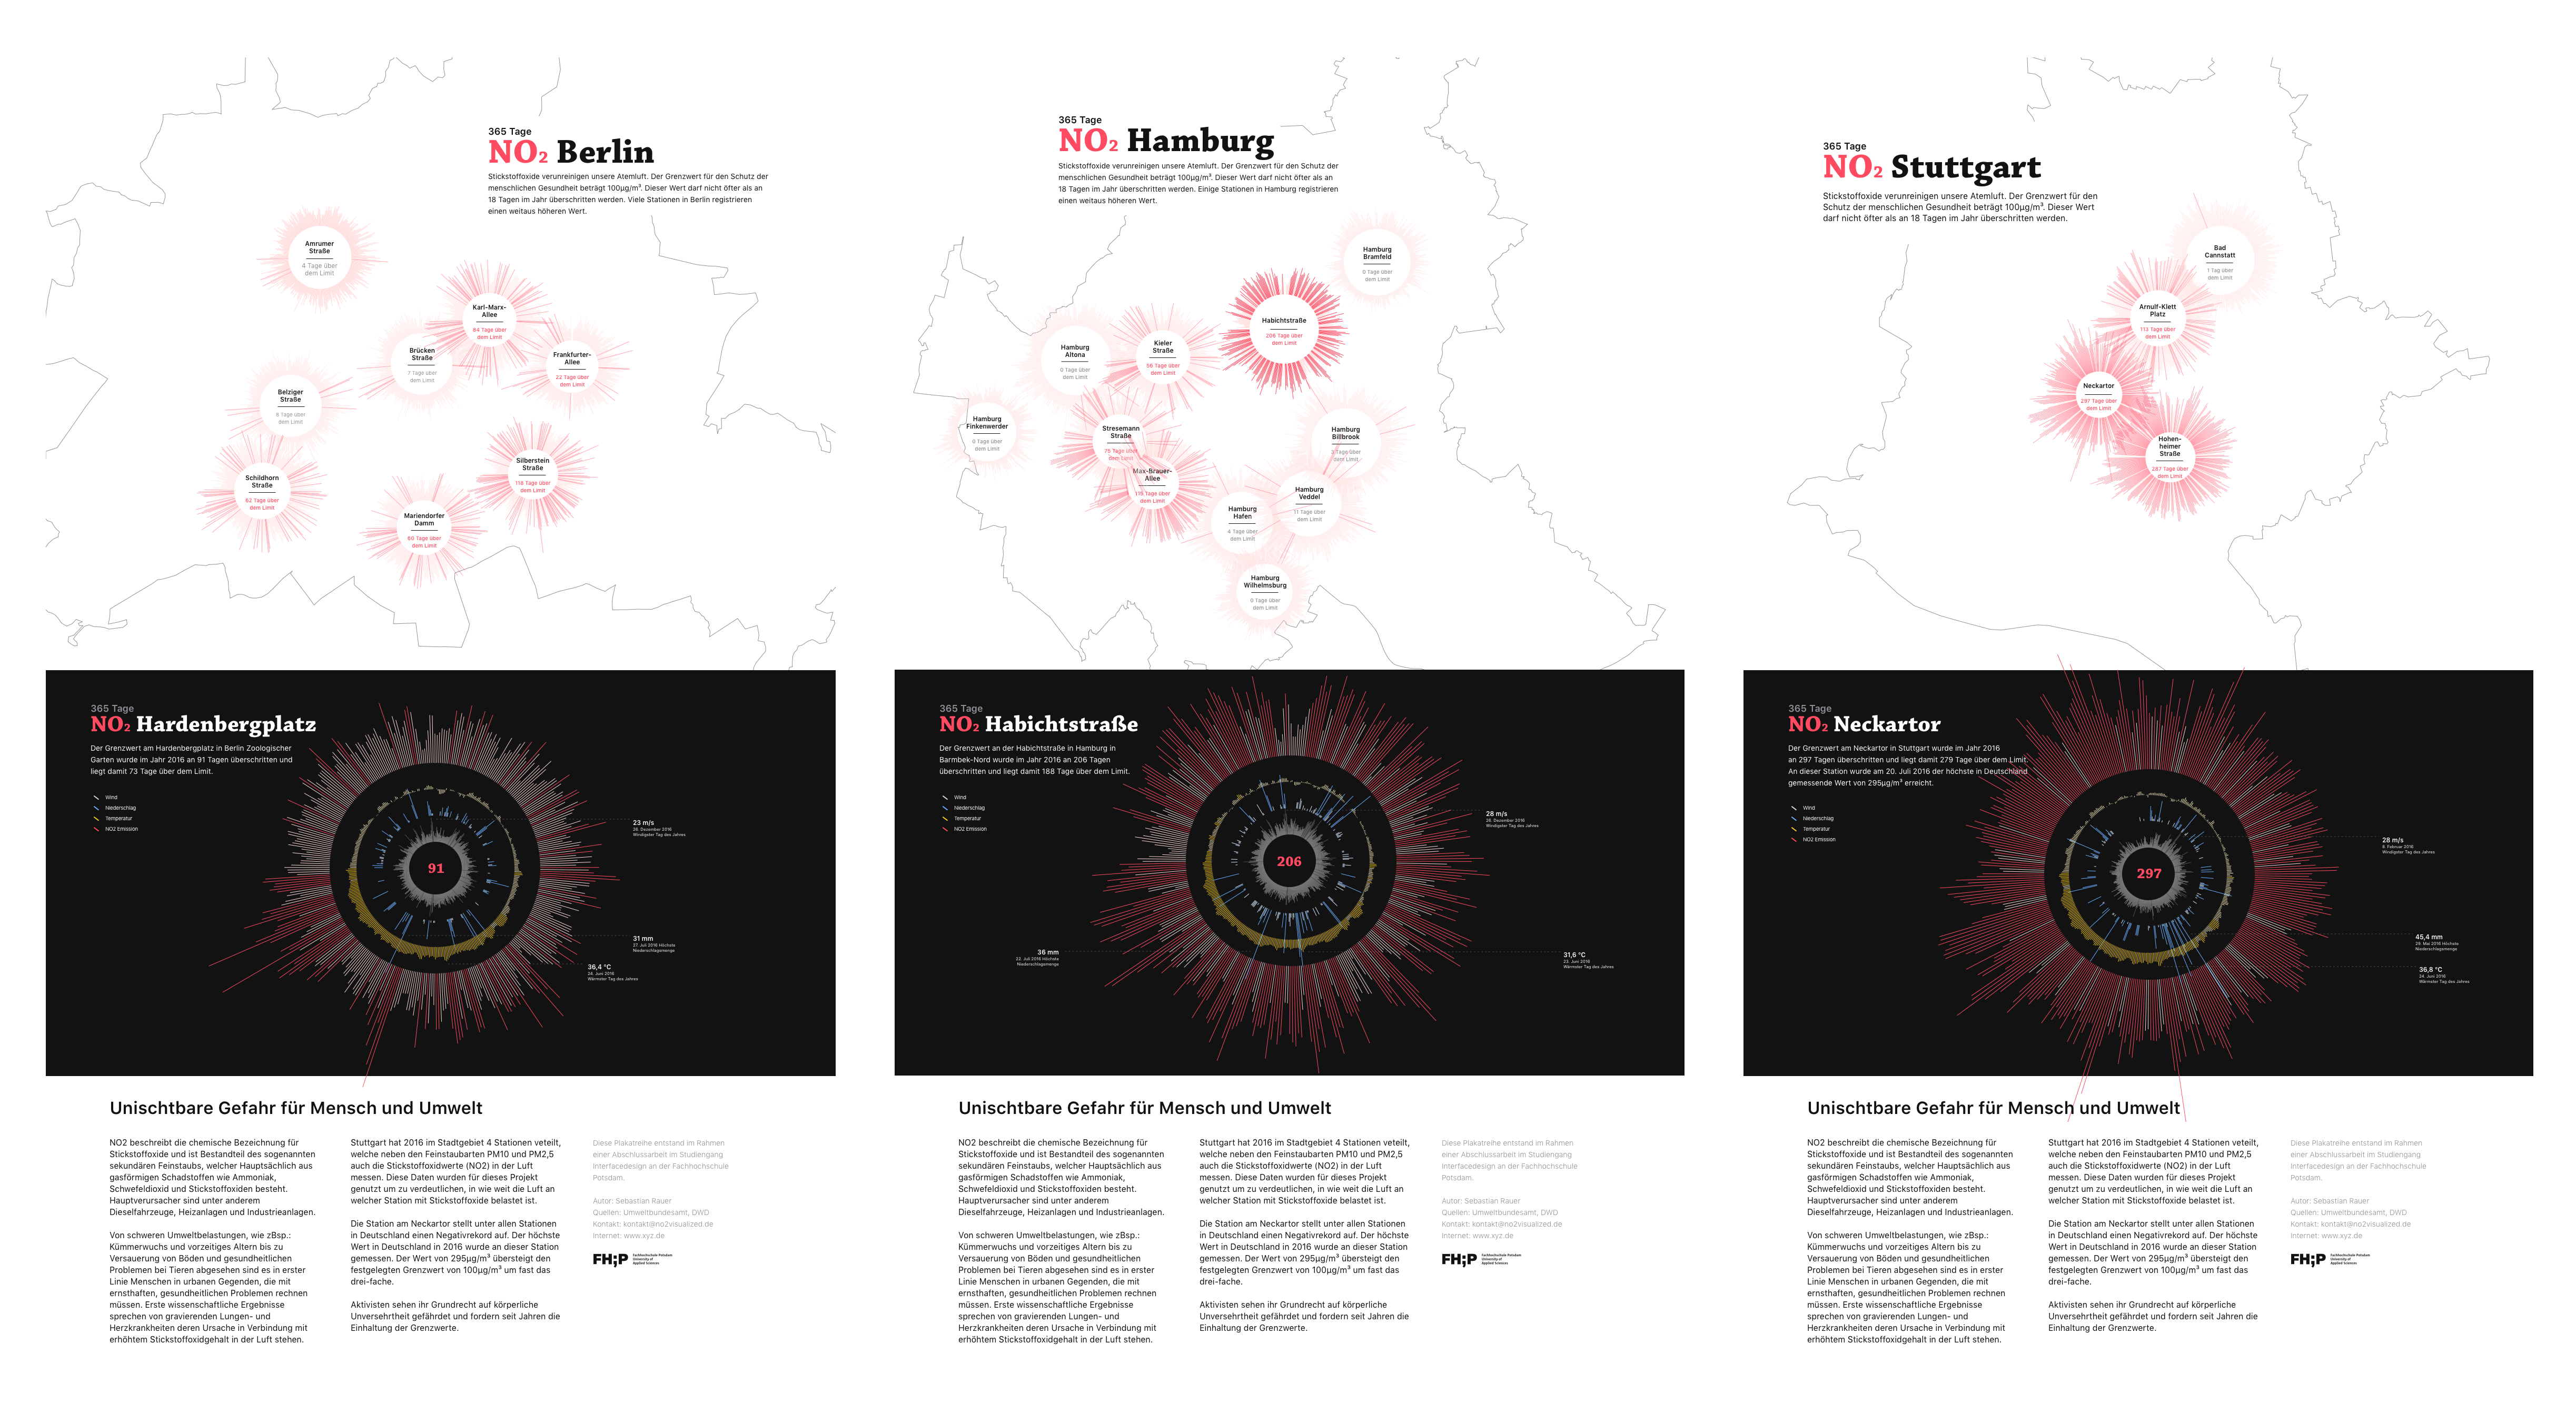 365 Tage
NO₂ Berlin
Stickstoffoxide verunreinigen unsere Atemluft. Der Grenzwert für den Schutz der
menschlichen Gesundheit beträgt 100µg/m³. Dieser Wert darf nicht öfter als an
18 Tagen im Jahr überschritten werden. Viele Stationen in Berlin registrieren
einen weitaus höheren Wert.
Amrumer
Straße
4 Tage über
dem Limit
Karl-Marx-
Allee
84 Tage über
dem Limit
Brücken
Straße
7 Tage über
dem Limit
Frankfurter-
Allee
22 Tage über
dem Limit
Belziger
Straße
8 Tage über
dem Limit
Silberstein
Straße
118 Tage über
dem Limit
Schildhorn
Straße
62 Tage über
dem Limit
Mariendorfer
Damm
60 Tage über
dem Limit
365 Tage
NO₂ Hardenbergplatz
Der Grenzwert am Hardenbergplatz in Berlin Zoologischer
Garten wurde im Jahr 2016 an 91 Tagen überschritten und
liegt damit 73 Tage über dem Limit.
Wind
Niederschlag
Temperatur
NO2 Emission
91
23 m/s
26. Dezember 2016
Windigster Tag des Jahres
31 mm
27. Juli 2016 Höchste
Niederschlagsmenge
36,4 °C
24. Juni 2016
Wärmster Tag des Jahres
Unischtbare Gefahr für Mensch und Umwelt
NO2 beschreibt die chemische Bezeichnung für
Stickstoffoxide und ist Bestandteil des sogenannten
sekundären Feinstaubs, welcher Hauptsächlich aus
gasförmigen Schadstoffen wie Ammoniak,
Schwefeldioxid und Stickstoffoxiden besteht.
Hauptverursacher sind unter anderem
Dieselfahrzeuge, Heizanlagen und Industrieanlagen.
Von schweren Umweltbelastungen, wie zBsp.:
Kümmerwuchs und vorzeitiges Altern bis zu
Versauerung von Böden und gesundheitlichen
Problemen bei Tieren abgesehen sind es in erster
Linie Menschen in urbanen Gegenden, die mit
ernsthaften, gesundheitlichen Problemen rechnen
müssen. Erste wissenschaftliche Ergebnisse
sprechen von gravierenden Lungen- und
Herzkrankheiten deren Ursache in Verbindung mit
erhöhtem Stickstoffoxidgehalt in der Luft stehen.
Stuttgart hat 2016 im Stadtgebiet 4 Stationen veteilt,
welche neben den Feinstaubarten PM10 und PM2,5
auch die Stickstoffoxidwerte (NO2) in der Luft
messen. Diese Daten wurden für dieses Projekt
genutzt um zu verdeutlichen, in wie weit die Luft an
welcher Station mit Stickstoffoxide belastet ist.
Die Station am Neckartor stellt unter allen Stationen
in Deutschland einen Negativrekord auf. Der höchste
Wert in Deutschland in 2016 wurde an dieser Station
gemessen. Der Wert von 295µg/m³ übersteigt den
festgelegten Grenzwert von 100µg/m³ um fast das
drei-fache.
Aktivisten sehen ihr Grundrecht auf körperliche
Unversehrtheit gefährdet und fordern seit Jahren die
Einhaltung der Grenzwerte.
Diese Plakatreihe entstand im Rahmen
einer Abschlussarbeit im Studiengang
Interfacedesign an der Fachhochschule
Potsdam.
Autor: Sebastian Rauer
Quellen: Umweltbundesamt, DWD
Kontakt: kontakt@no2visualized.de
Internet: www.xyz.de
FH;P
Fachhochschule Potsdam
University of
Applied Sciences
365 Tage
NO₂ Hamburg
Stickstoffoxide verunreinigen unsere Atemluft. Der Grenzwert für den Schutz der
menschlichen Gesundheit beträgt 100µg/m³. Dieser Wert darf nicht öfter als an
18 Tagen im Jahr überschritten werden. Einige Stationen in Hamburg registrieren
einen weitaus höheren Wert.
Hamburg
Bramfeld
0 Tage über
dem Limit
Habichtstraße
206 Tage über
dem Limit
Hamburg
Altona
0 Tage über
dem Limit
Kieler
Straße
56 Tage über
dem Limit
Hamburg
Finkenwerder
0 Tage über
dem Limit
Stresemann
Straße
75 Tage über
dem Limit
Hamburg
Billbrook
Tage über
dem Limit
Max-Brauer-
Allee
Tage über
dem Limit
Hamburg
Veddel
11 Tage über
dem Limit
Hamburg
Hafen
4 Tage über
dem Limit
Hamburg
Wilhelmsburg
0 Tage über
dem Limit
365 Tage
NO₂ Habichtstraße
Der Grenzwert an der Habichtstraße in Hamburg in
Barmbek-Nord wurde im Jahr 2016 an 206 Tagen
überschritten und liegt damit 188 Tage über dem Limit.
Wind
Niederschlag
Temperatur
NO2 Emission
206
28 m/s
26. Dezember 2016
Windigster Tag des Jahres
36 mm
22. Juli 2016 Höchste
Niederschlagsmenge
31,6 °C
23. Juni 2016
Wärmster Tag des Jahres
Unischtbare Gefahr für Mensch und Umwelt
NO2 beschreibt die chemische Bezeichnung für
Stickstoffoxide und ist Bestandteil des sogenannten
sekundären Feinstaubs, welcher Hauptsächlich aus
gasförmigen Schadstoffen wie Ammoniak,
Schwefeldioxid und Stickstoffoxiden besteht.
Hauptverursacher sind unter anderem
Dieselfahrzeuge, Heizanlagen und Industrieanlagen.
Von schweren Umweltbelastungen, wie zBsp.:
Kümmerwuchs und vorzeitiges Altern bis zu
Versauerung von Böden und gesundheitlichen
Problemen bei Tieren abgesehen sind es in erster
Linie Menschen in urbanen Gegenden, die mit
ernsthaften, gesundheitlichen Problemen rechnen
müssen. Erste wissenschaftliche Ergebnisse
sprechen von gravierenden Lungen- und
Herzkrankheiten deren Ursache in Verbindung mit
erhöhtem Stickstoffoxidgehalt in der Luft stehen.
Stuttgart hat 2016 im Stadtgebiet 4 Stationen veteilt,
welche neben den Feinstaubarten PM10 und PM2,5
auch die Stickstoffoxidwerte (NO2) in der Luft
messen. Diese Daten wurden für dieses Projekt
genutzt um zu verdeutlichen, in wie weit die Luft an
welcher Station mit Stickstoffoxide belastet ist.
Die Station am Neckartor stellt unter allen Stationen
in Deutschland einen Negativrekord auf. Der höchste
Wert in Deutschland in 2016 wurde an dieser Station
gemessen. Der Wert von 295µg/m³ übersteigt den
festgelegten Grenzwert von 100µg/m³ um fast das
drei-fache.
Aktivisten sehen ihr Grundrecht auf körperliche
Unversehrtheit gefährdet und fordern seit Jahren die
Einhaltung der Grenzwerte.
Diese Plakatreihe entstand im Rahmen
einer Abschlussarbeit im Studiengang
Interfacedesign an der Fachhochschule
Potsdam.
Autor: Sebastian Rauer
Quellen: Umweltbundesamt, DWD
Kontakt: kontakt@no2visualized.de
Internet: www.xyz.de
FH;P
Fachhochschule Potsdam
University of
Applied Sciences
365 Tage
NO₂ Stuttgart
Stickstoffoxide verunreinigen unsere Atemluft. Der Grenzwert für den
Schutz der menschlichen Gesundheit beträgt 100µg/m³. Dieser Wert
darf nicht öfter als an 18 Tagen im Jahr überschritten werden.
Bad
Cannstatt
1 Tag über
dem Limit
Arnulf-Klett
Platz
113 Tage über
dem Limit
Neckartor
297 Tage über
dem Limit
Hohen-
heimer
Straße
267 Tage über
dem Limit
365 Tage
NO₂ Neckartor
Der Grenzwert am Neckartor in Stuttgart wurde im Jahr 2016
an 297 Tagen überschritten und liegt damit 279 Tage über dem Limit.
An dieser Station wurde am 20. Juli 2016 der höchste in Deutschland
gemessende Wert von 295µg/m³ erreicht.
Wind
Niederschlag
Temperatur
NO2 Emission
297
28 m/s
8. Februar 2016
Windigster Tag des Jahres
45,4 mm
29. Mai 2016 Höchste
Niederschlagsmenge
36,8 °C
24. Juni 2016
Wärmster Tag des Jahres
Unischtbare Gefahr für Mensch und Umwelt
NO2 beschreibt die chemische Bezeichnung für
Stickstoffoxide und ist Bestandteil des sogenannten
sekundären Feinstaubs, welcher Hauptsächlich aus
gasförmigen Schadstoffen wie Ammoniak,
Schwefeldioxid und Stickstoffoxiden besteht.
Hauptverursacher sind unter anderem
Dieselfahrzeuge, Heizanlagen und Industrieanlagen.
Von schweren Umweltbelastungen, wie zBsp.:
Kümmerwuchs und vorzeitiges Altern bis zu
Versauerung von Böden und gesundheitlichen
Problemen bei Tieren abgesehen sind es in erster
Linie Menschen in urbanen Gegenden, die mit
ernsthaften, gesundheitlichen Problemen rechnen
müssen. Erste wissenschaftliche Ergebnisse
sprechen von gravierenden Lungen- und
Herzkrankheiten deren Ursache in Verbindung mit
erhöhtem Stickstoffoxidgehalt in der Luft stehen.
Stuttgart hat 2016 im Stadtgebiet 4 Stationen veteilt,
welche neben den Feinstaubarten PM10 und PM2,5
auch die Stickstoffoxidwerte (NO2) in der Luft
messen. Diese Daten wurden für dieses Projekt
genutzt um zu verdeutlichen, in wie weit die Luft an
welcher Station mit Stickstoffoxide belastet ist.
Die Station am Neckartor stellt unter allen Stationen
in Deutschland einen Negativrekord auf. Der höchste
Wert in Deutschland in 2016 wurde an dieser Station
gemessen. Der Wert von 295µg/m³ übersteigt den
festgelegten Grenzwert von 100µg/m³ um fast das
drei-fache.
Aktivisten sehen ihr Grundrecht auf körperliche
Unversehrtheit gefährdet und fordern seit Jahren die
Einhaltung der Grenzwerte.
Diese Plakatreihe entstand im Rahmen
einer Abschlussarbeit im Studiengang
Interfacedesign an der Fachhochschule
Potsdam.
Autor: Sebastian Rauer
Quellen: Umweltbundesamt, DWD
Kontakt: kontakt@no2visualized.de
Internet: www.xyz.de
FH;P
Fachhochschule Potsdam
University of
Applied Sciences